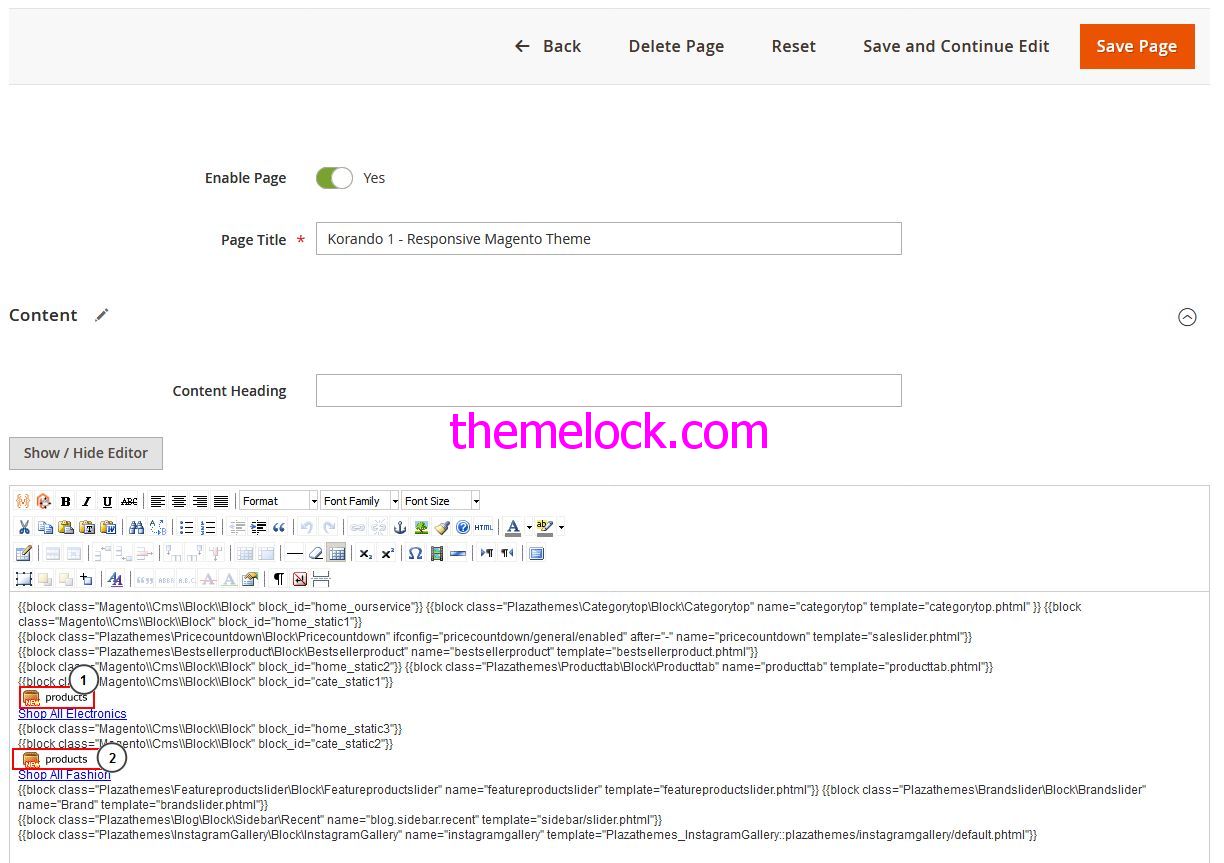 Back Delete Page Reset Save and Continue Edit Save Page
Enable Page Yes
Page Title * Korando 1 - Responsive Magento Theme
Content
Content Heading
themelock.com
Show / Hide Editor
B I U ABC Format Font Family Font Size
HTML A ab
{{block class="Magento\\Cms\\Block\\Block" block_id="home_ourservice"}} {{block class="Plazathemes\Categorytop\Block\Categorytop" name="categorytop" template="categorytop.phtml" }} {{block
class="Magento\\Cms\\Block\\Block" block_id="home_static1"}}
{{block class="Plazathemes\Pricecountdown\Block\Pricecountdown" ifconfig="pricecountdown/general/enabled" after="-" name="pricecountdown" template="saleslider.phtml"}}
{{block class="Plazathemes\Bestsellerproduct\Block\Bestsellerproduct" name="bestsellerproduct" template="bestsellerproduct.phtml"}}
{{block class="Magento\\Cms\\Block\\Block" block_id="home_static2"}} {{block class="Plazathemes\Producttab\Block\Producttab" name="producttab" template="producttab.phtml"}}
{{block class="Magento\\Cms\\Block\\Block" block_id="cate_static1"}}
1
NEW products
Shop All Electronics
{{block class="Magento\\Cms\\Block\\Block" block_id="home_static3"}}
{{block class="Magento\\Cms\\Block\\Block" block_id="cate_static2"}}
NEW products 2
Shop All Fashion
{{block class="Plazathemes\Featureproductslider\Block\Featureproductslider" name="featureproductslider" template="featureproductslider.phtml"}} {{block class="Plazathemes\Brandslider\Block\Brandslider"
name="Brand" template="brandslider.phtml"}}
{{block class="Plazathemes\Blog\Block\Sidebar\Recent" name="blog.sidebar.recent" template="sidebar/slider.phtml"}}
{{block class="Plazathemes\InstagramGallery\Block\InstagramGallery" name="instagramgallery" template="Plazathemes_InstagramGallery::plazathemes/instagramgallery/default.phtml"}}